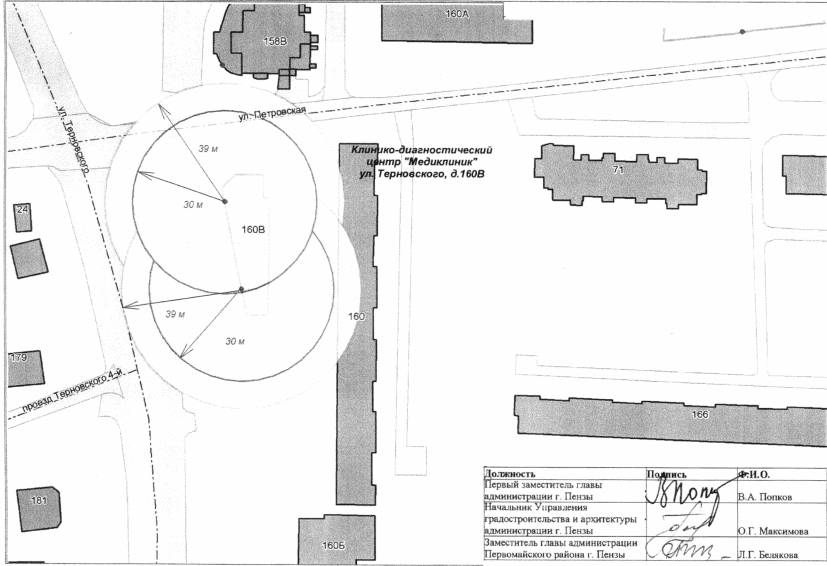 160А
158В
ул. Петровская
ул. Терновского
39 м
Клинико-диагностический
центр "Медиклиник"
ул. Терновского, д.160В
71
30 м
24
160В
39 м
160
30 м
179
проезд Терновского 4-й
166
181
160Б
Должность Подпись Ф.И.О.
Первый заместитель главы
администрации г. Пензы В.А. Попков
Начальник Управления
градостроительства и архитектуры
администрации г. Пензы О.Г. Максимова
Заместитель главы администрации
Первомайского района г. Пензы Л.Г. Белякова